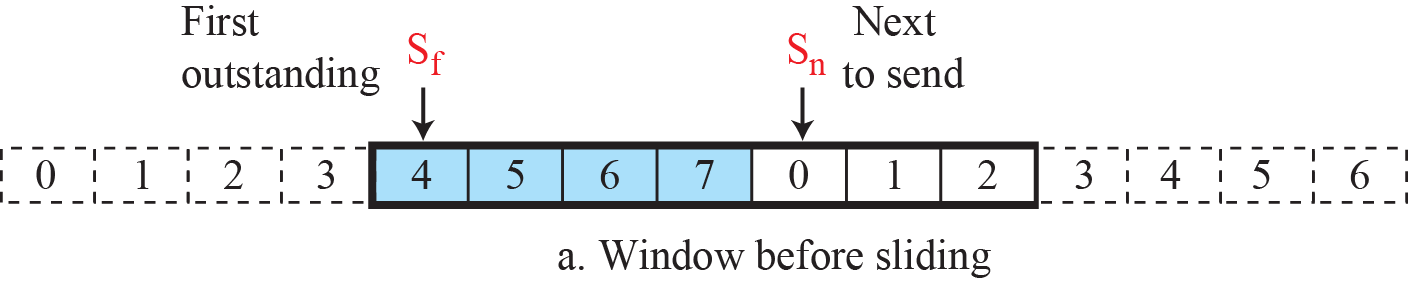 First
outstanding
Sf
Sn
Next
to send
0 1 2 3 4 5 6 7 0 1 2 3 4 5 6
a. Window before sliding